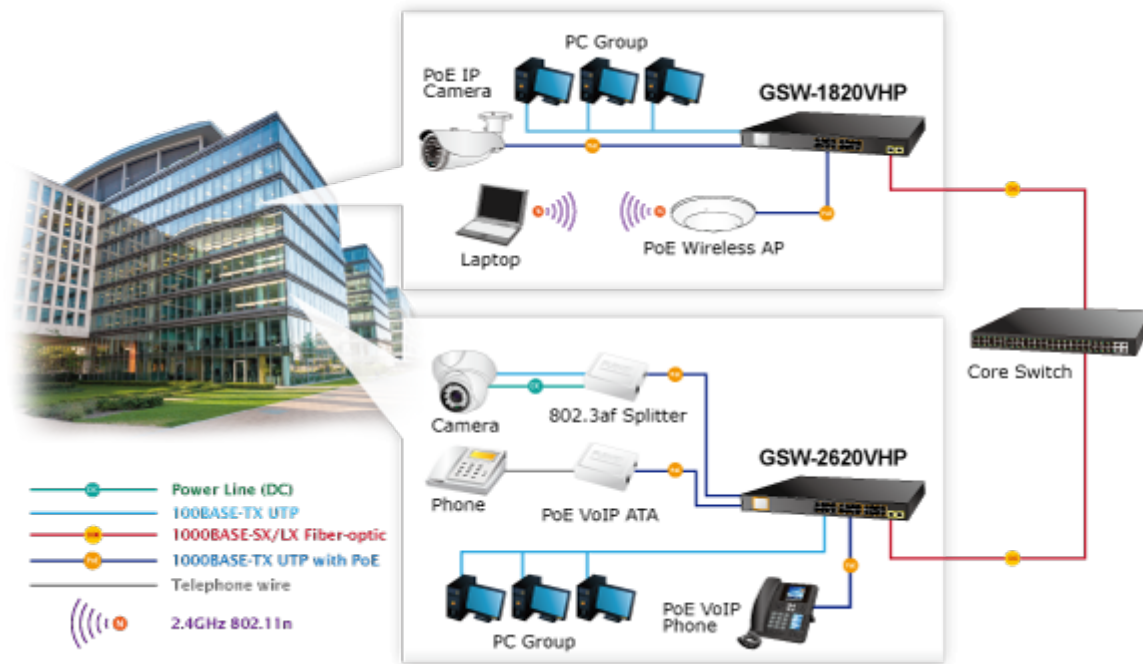 PC Group
PoE IP
Camera
GSW-1820VHP
Laptop
PoE Wireless AP
Core Switch
Camera
802.3af Splitter
GSW-2620VHP
Phone
PoE VoIP ATA
PC Group
PoE VoIP
Phone
DC Power Line (DC)
100BASE-TX UTP
1000BASE-SX/LX Fiber-optic
PoE 1000BASE-TX UTP with PoE
Telephone wire
N 2.4GHz 802.11n